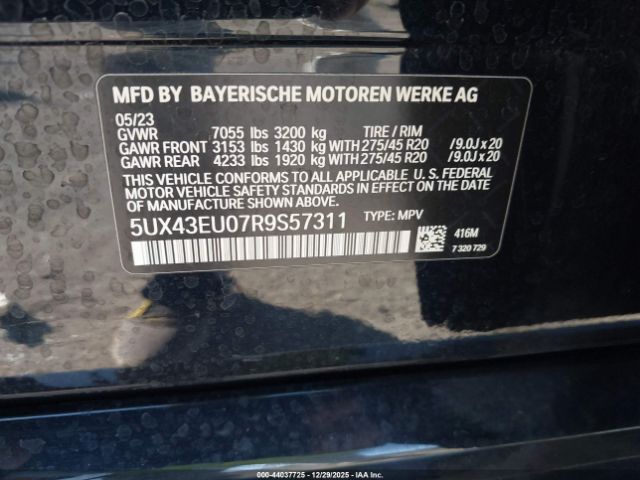 MFD BY BAYERISCHE MOTOREN WERKE AG
05/23
GVWR 7055 lbs 3200 kg TIRE / RIM
GAWR FRONT 3153 lbs 1430 kg WITH 275/45 R20 / 9.0J x 20
GAWR REAR 4233 lbs 1920 kg WITH 275/45 R20 / 9.0J x 20
THIS VEHICLE CONFORMS TO ALL APPLICABLE U. S. FEDERAL
MOTOR VEHICLE SAFETY STANDARDS IN EFFECT ON THE DATE OF
MANUFACTURE SHOWN ABOVE.
5UX43EU07R9S57311 TYPE: MPV
416M
7 320 729
000-44037725 - 12/29/2025 - IAAI INC.